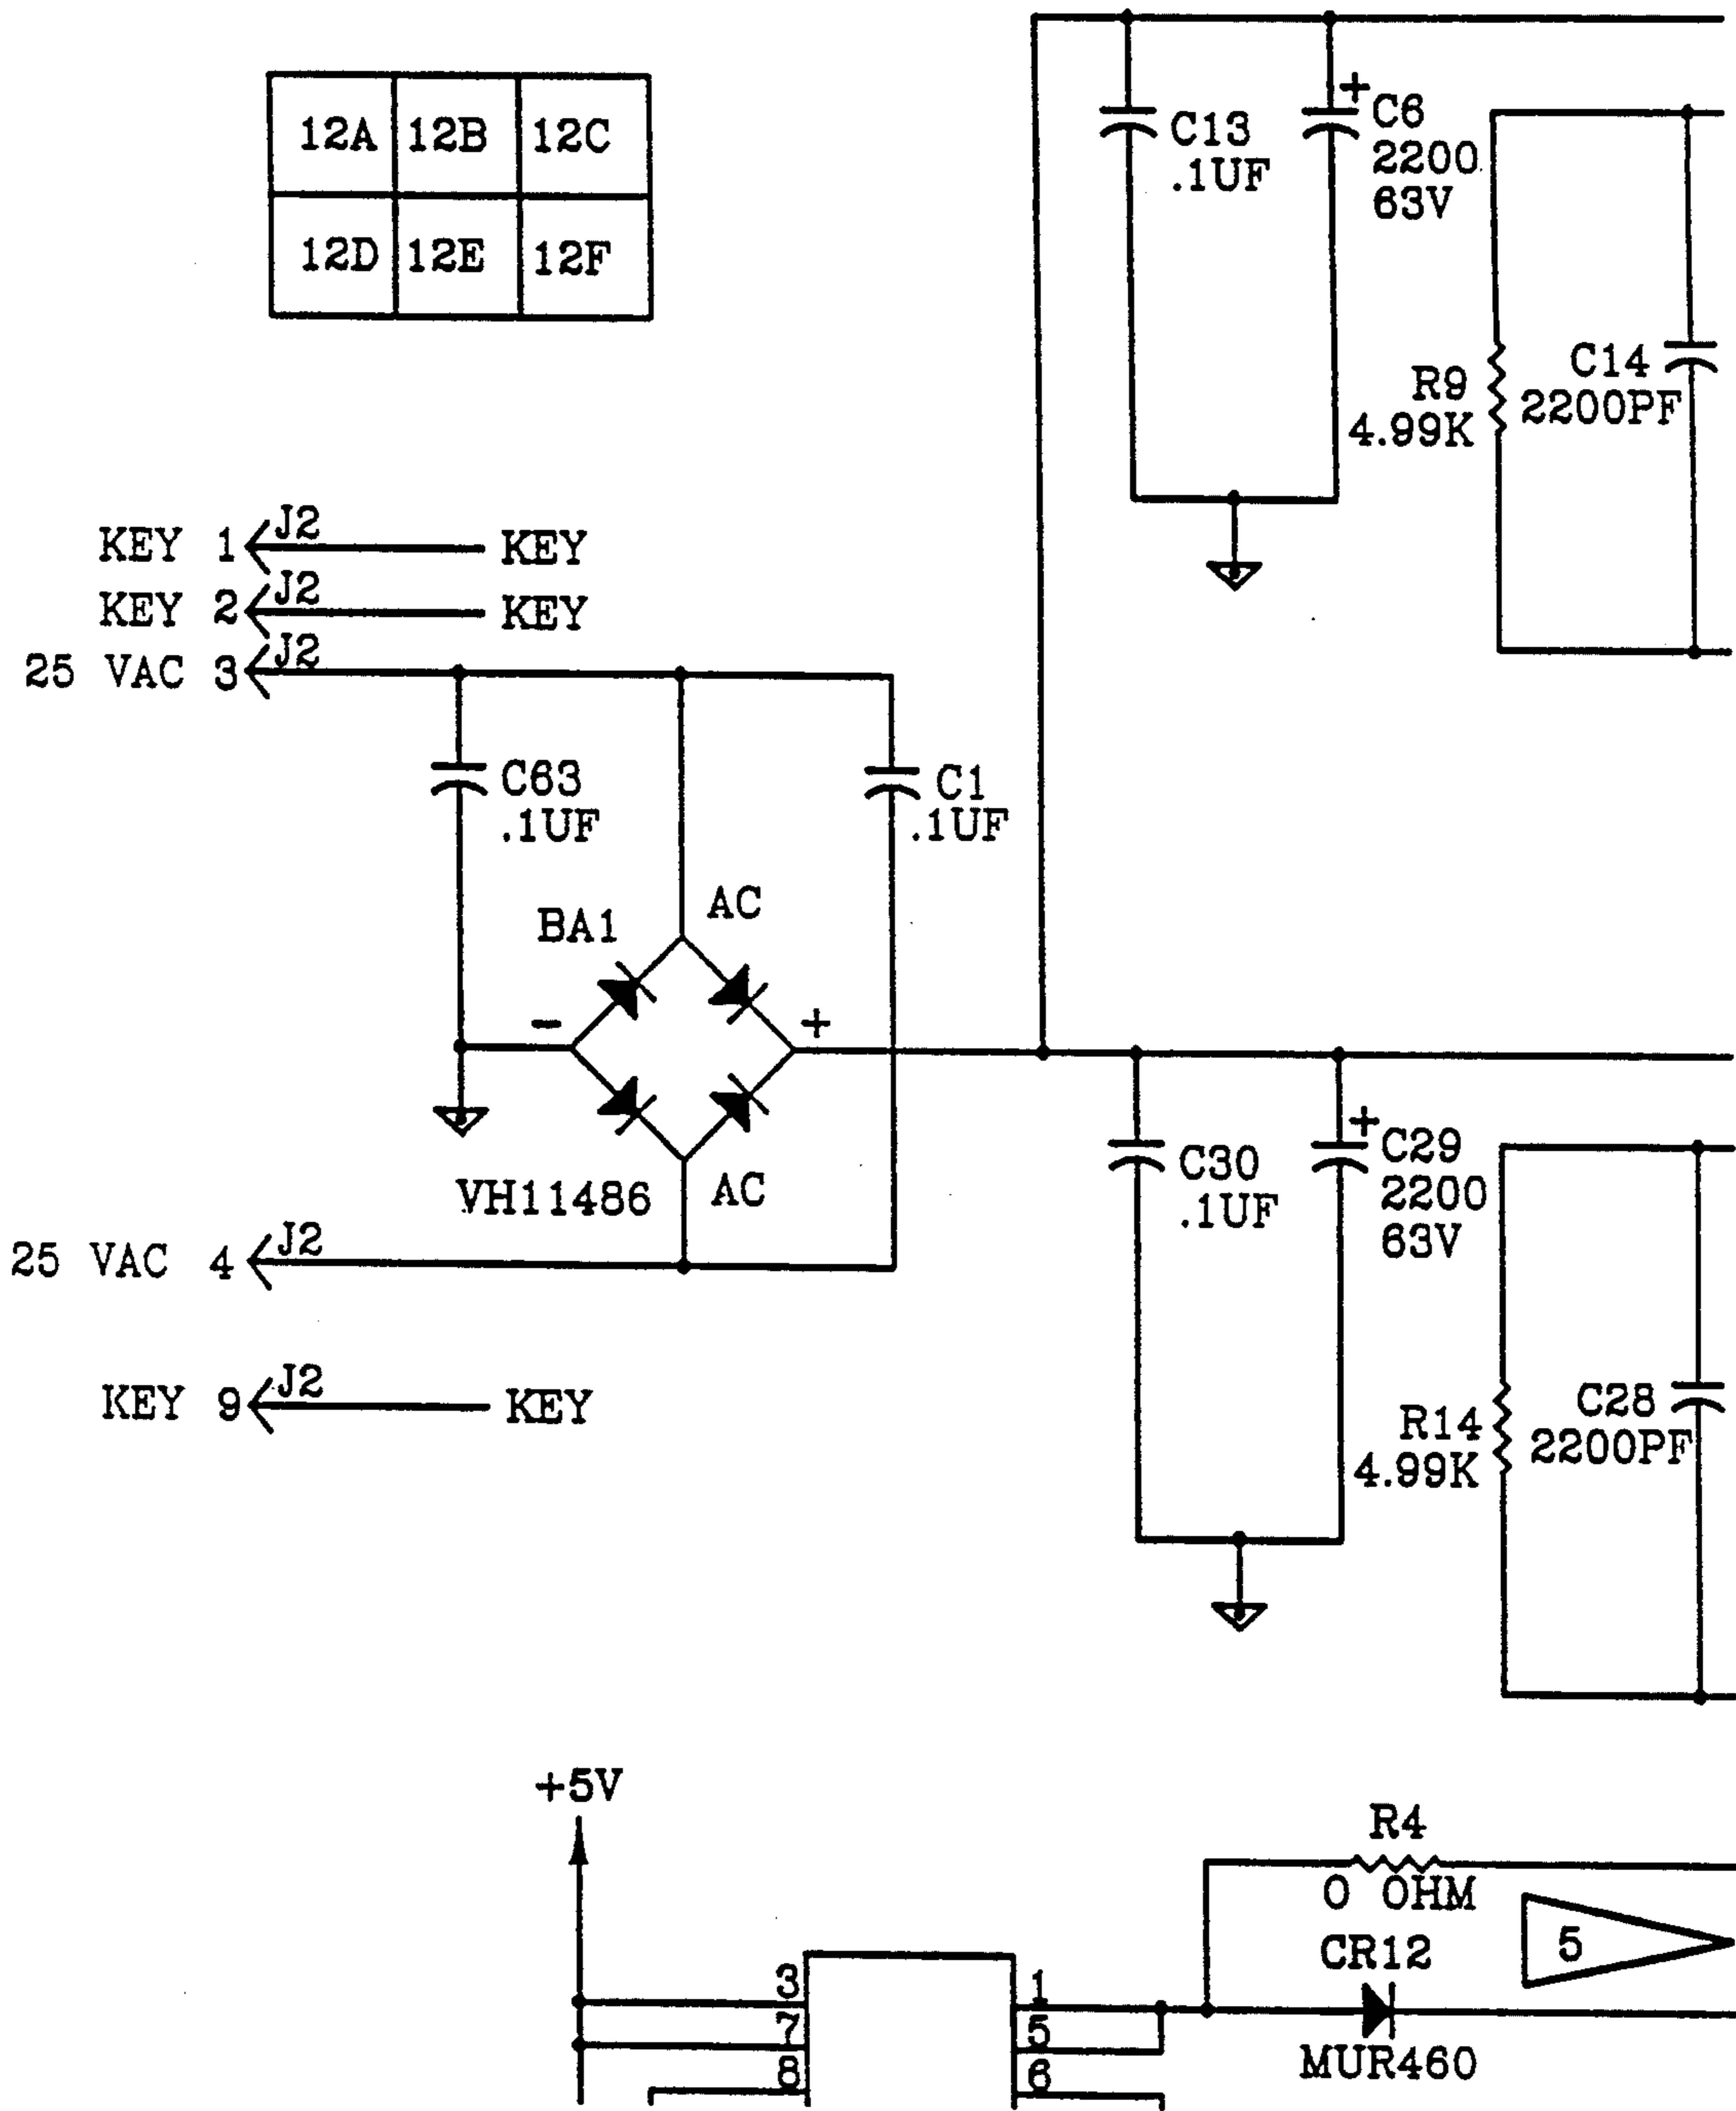 12A 12B 12C
12D 12E 12F
C13
.1UF
+
C6
2200
63V
R9
4.99K
C14
2200PF
KEY 1 J2 KEY
KEY 2 J2 KEY
25 VAC 3 J2
C63
.1UF
C1
.1UF
BA1
AC
-
+
VH11486
AC
25 VAC 4 J2
KEY 9 J2 KEY
C30
.1UF
+
C29
2200
63V
R14
4.99K
C28
2200PF
+5V
R4
0 OHM
5
CR12
MUR460
3
7
8
1
5
6